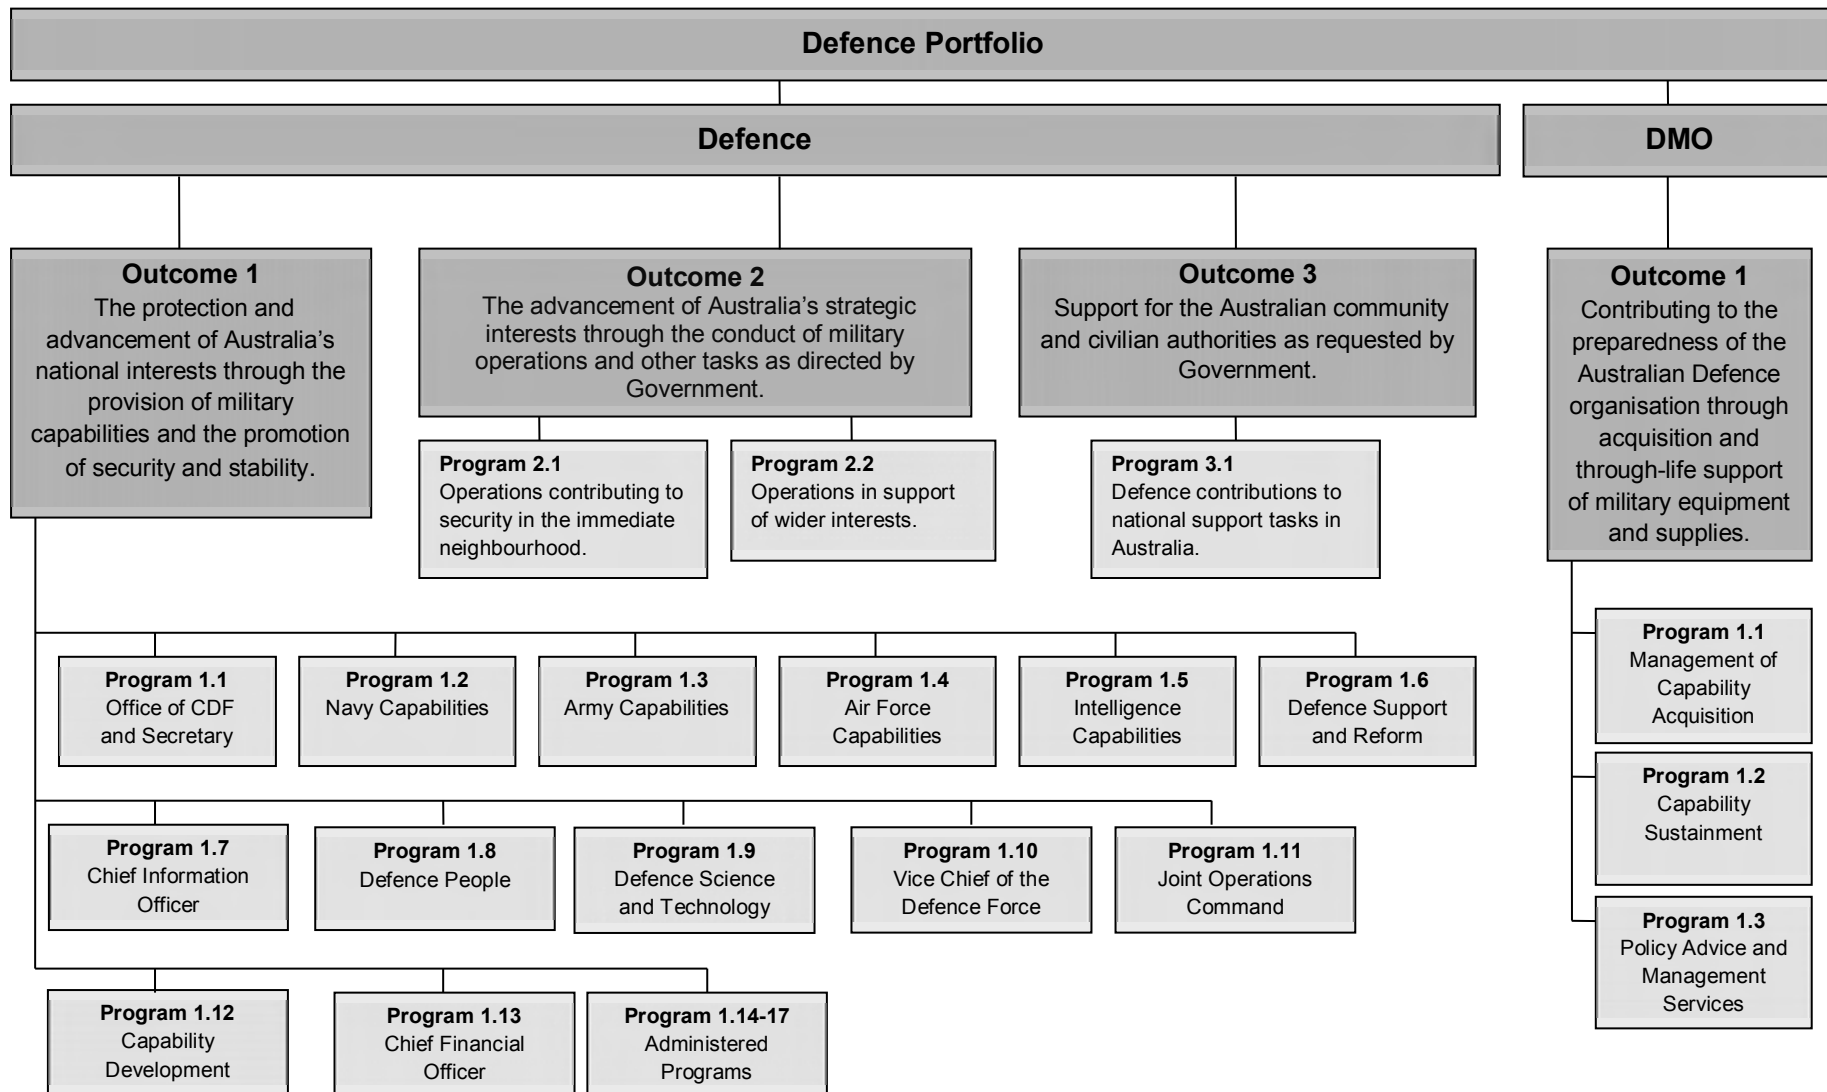 Defence Portfolio
Defence
DMO
Outcome 1
The protection and
advancement of Australia's
national interests through the
provision of military
capabilities and the promotion
of security and stability.
Outcome 2
The advancement of Australia's strategic
interests through the conduct of military
operations and other tasks as directed by
Government.
Outcome 3
Support for the Australian community
and civilian authorities as requested by
Government.
Outcome 1
Contributing to the
preparedness of the
Australian Defence
organisation through
acquisition and
through-life support
of military equipment
and supplies.
Program 2.1
Operations contributing to
security in the immediate
neighbourhood.
Program 2.2
Operations in support
of wider interests.
Program 3.1
Defence contributions to
national support tasks in
Australia.
Program 1.1
Office of CDF
and Secretary
Program 1.2
Navy Capabilities
Program 1.3
Army Capabilities
Program 1.4
Air Force
Capabilities
Program 1.5
Intelligence
Capabilities
Program 1.6
Defence Support
and Reform
Program 1.7
Chief Information
Officer
Program 1.8
Defence People
Program 1.9
Defence Science
and Technology
Program 1.10
Vice Chief of the
Defence Force
Program 1.11
Joint Operations
Command
Program 1.12
Capability
Development
Program 1.13
Chief Financial
Officer
Program 1.14-17
Administered
Programs
Program 1.1
Management of
Capability
Acquisition
Program 1.2
Capability
Sustainment
Program 1.3
Policy Advice and
Management
Services